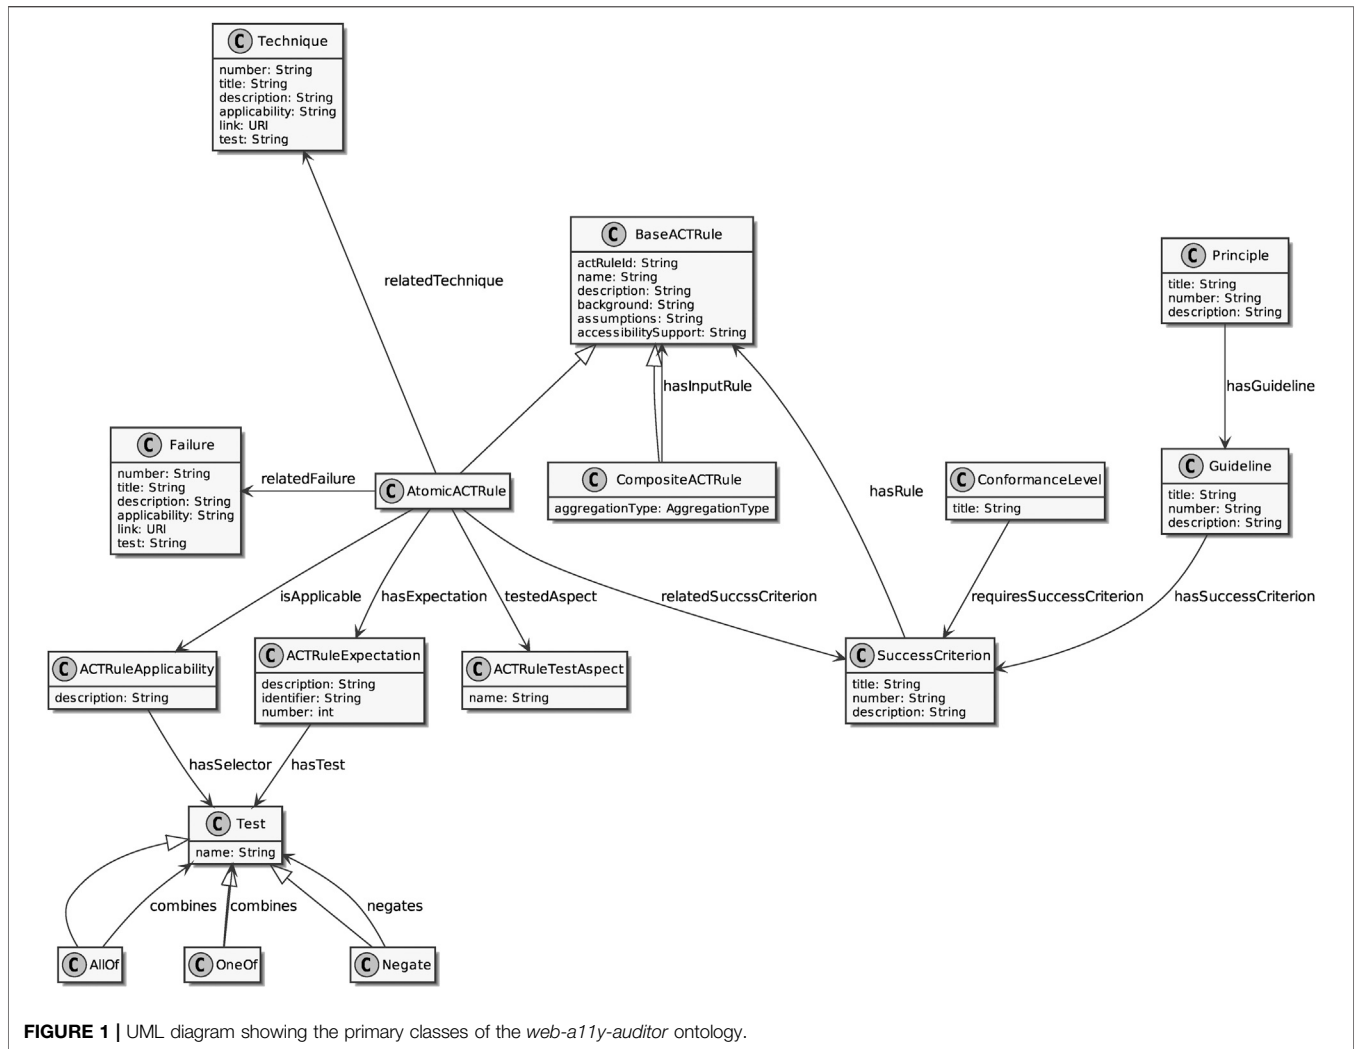 C Technique
number: String
title: String
description: String
applicability: String
link: URI
test: String
relatedTechnique
C BaseACTRule
actRuleId: String
name: String
description: String
background: String
assumptions: String
accessibilitySupport: String
C Principle
title: String
number: String
description: String
hasInputRule
hasGuideline
C Failure
number: String
title: String
description: String
applicability: String
link: URI
test: String
relatedFailure
C AtomicACTRule
C CompositeACTRule
aggregationType: AggregationType
hasRule
C ConformanceLevel
title: String
C Guideline
title: String
number: String
description: String
isApplicable
hasExpectation
testedAspect
relatedSuccssCriterion
requiresSuccessCriterion
hasSuccessCriterion
C ACTRuleApplicability
description: String
C ACTRuleExpectation
description: String
identifier: String
number: int
C ACTRuleTestAspect
name: String
C SuccessCriterion
title: String
number: String
description: String
hasSelector
hasTest
C Test
name: String
combines
combines
negates
C AllOf
C OneOf
C Negate
FIGURE 1 | UML diagram showing the primary classes of the web-a11y-auditor ontology.